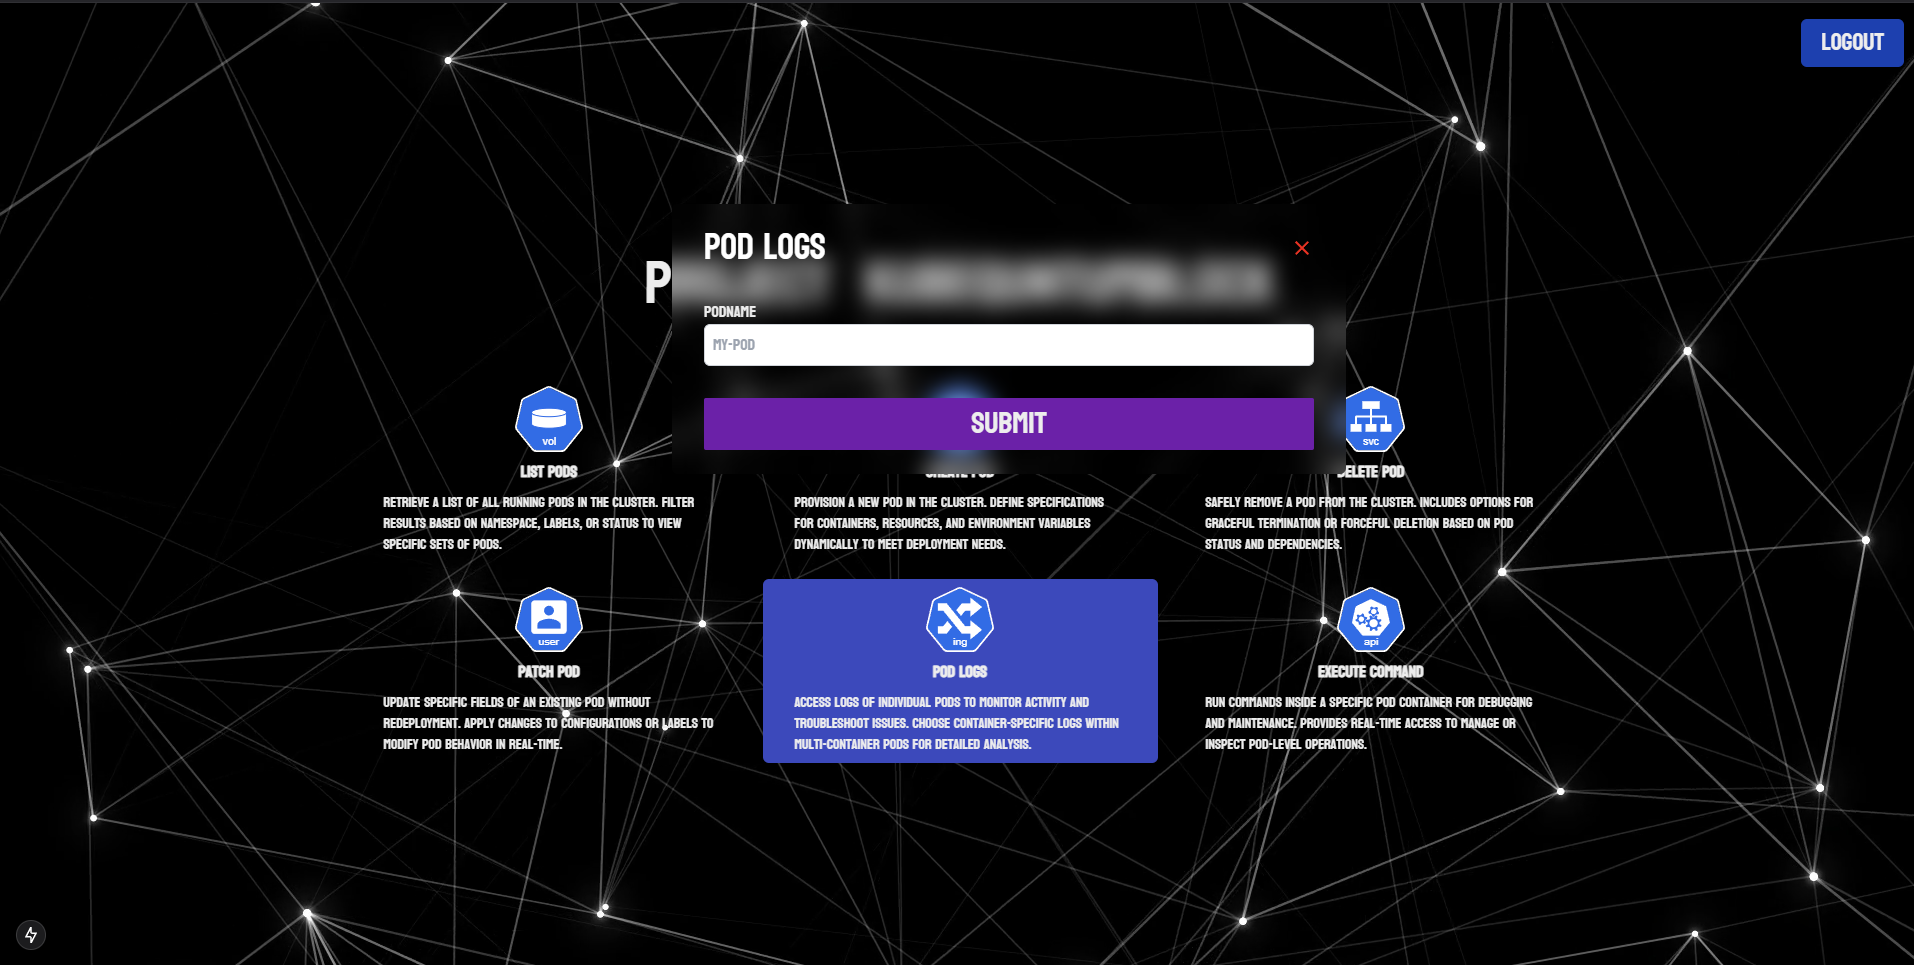 LOGOUT
POD LOGS
PODNAME
MY-POD
SUBMIT
vol
LIST PODS
RETRIEVE A LIST OF ALL RUNNING PODS IN THE CLUSTER. FILTER
RESULTS BASED ON NAMESPACE, LABELS, OR STATUS TO VIEW
SPECIFIC SETS OF PODS.
CREATE POD
PROVISION A NEW POD IN THE CLUSTER. DEFINE SPECIFICATIONS
FOR CONTAINERS, RESOURCES, AND ENVIRONMENT VARIABLES
DYNAMICALLY TO MEET DEPLOYMENT NEEDS.
svc
DELETE POD
SAFELY REMOVE A POD FROM THE CLUSTER. INCLUDES OPTIONS FOR
GRACEFUL TERMINATION OR FORCEFUL DELETION BASED ON POD
STATUS AND DEPENDENCIES.
user
PATCH POD
UPDATE SPECIFIC FIELDS OF AN EXISTING POD WITHOUT
REDEPLOYMENT. APPLY CHANGES TO CONFIGURATIONS OR LABELS TO
MODIFY POD BEHAVIOR IN REAL-TIME.
ing
POD LOGS
ACCESS LOGS OF INDIVIDUAL PODS TO MONITOR ACTIVITY AND
TROUBLESHOOT ISSUES. CHOOSE CONTAINER-SPECIFIC LOGS WITHIN
MULTI-CONTAINER PODS FOR DETAILED ANALYSIS.
api
EXECUTE COMMAND
RUN COMMANDS INSIDE A SPECIFIC POD CONTAINER FOR DEBUGGING
AND MAINTENANCE. PROVIDES REAL-TIME ACCESS TO MANAGE OR
INSPECT POD-LEVEL OPERATIONS.